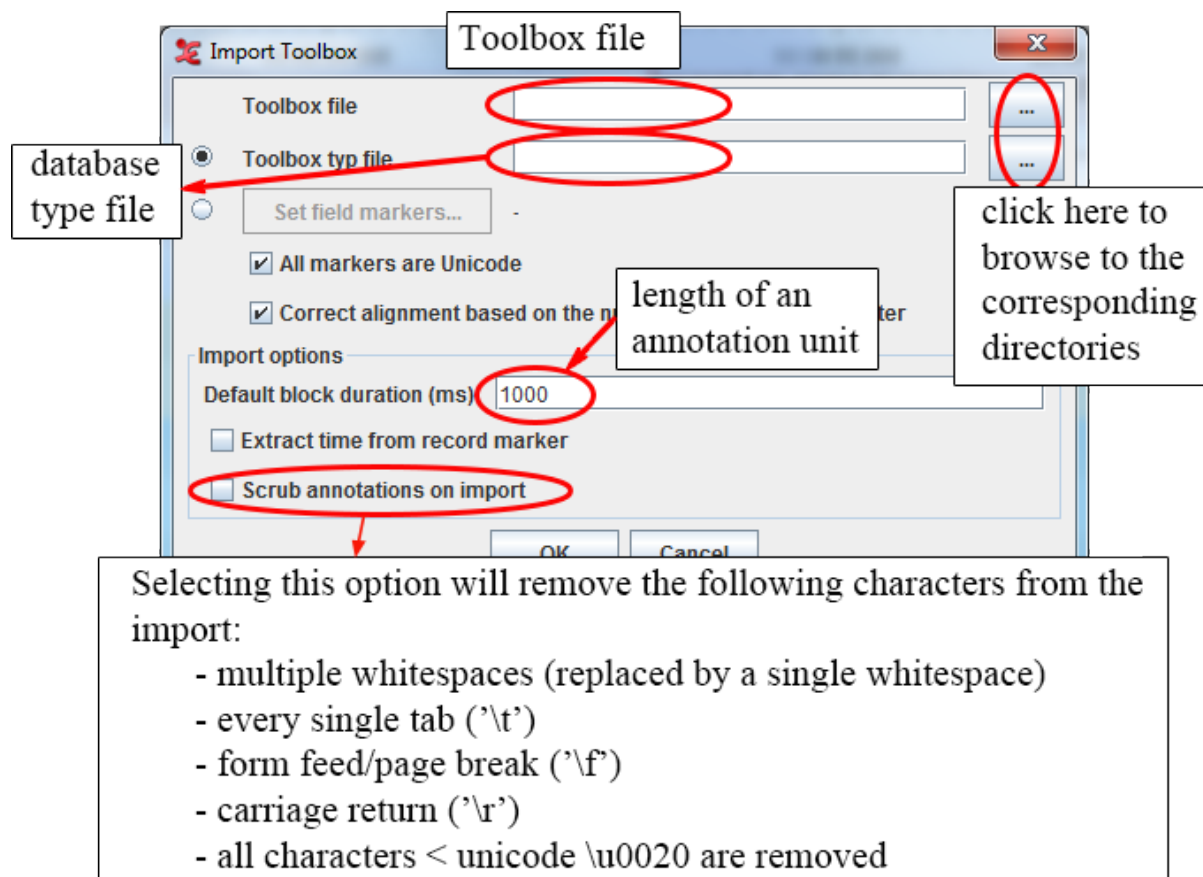 Import Toolbox
Toolbox file
x
Toolbox file
...
database
type file
Toolbox typ file
...
Set field markers...
-
click here to
browse to the
corresponding
directories
All markers are Unicode
length of an
annotation unit
Correct alignment based on the
Import options
Default block duration (ms)
1000
Extract time from record marker
Scrub annotations on import
OK
Cancel
Selecting this option will remove the following characters from the
import:
- multiple whitespaces (replaced by a single whitespace)
- every single tab (’\t’)
- form feed/page break (’\f’)
- carriage return (’\r’)
- all characters < unicode \u0020 are removed